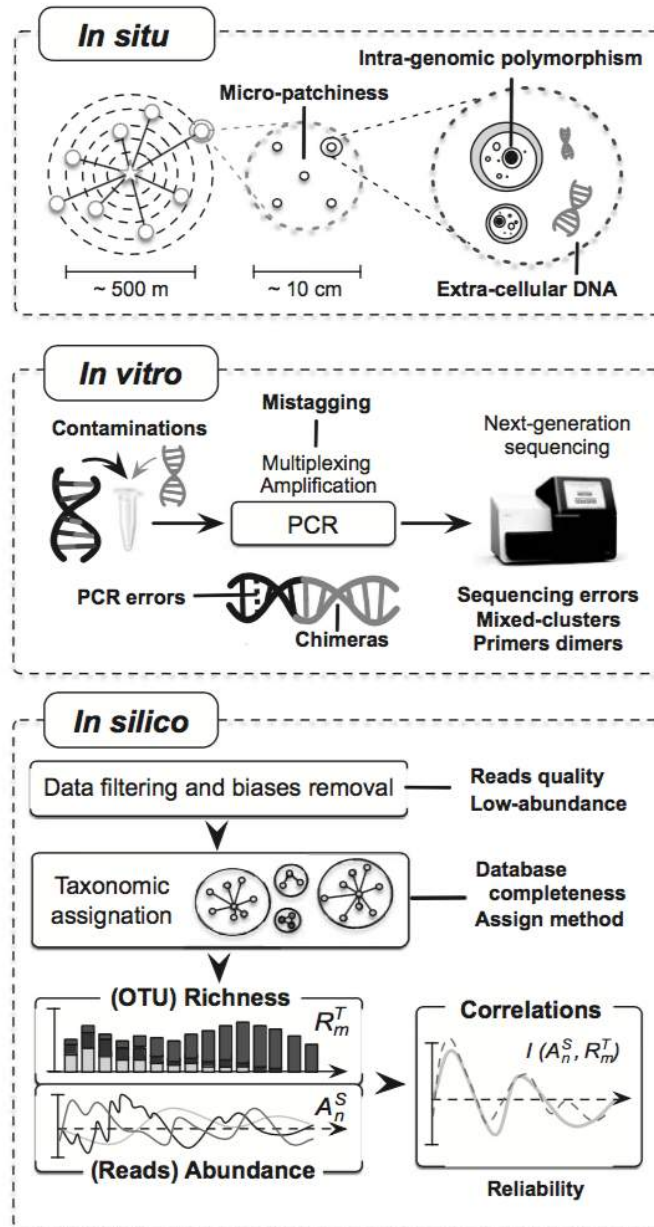 In situ
Intra-genomic polymorphism
Micro-patchiness
~ 500 m
~ 10 cm
Extra-cellular DNA
In vitro
Mistagging
Contaminations
Next-generation
sequencing
Multiplexing
Amplification
PCR
PCR errors
Chimeras
Sequencing errors
Mixed-clusters
Primers dimers
In silico
Data filtering and biases removal
Reads quality
Low-abundance
Taxonomic
assignation
Database
completeness
Assign method
(OTU) Richness
R_m^T
A_n^S
(Reads) Abundance
Correlations
I (A_n^S, R_m^T)
Reliability